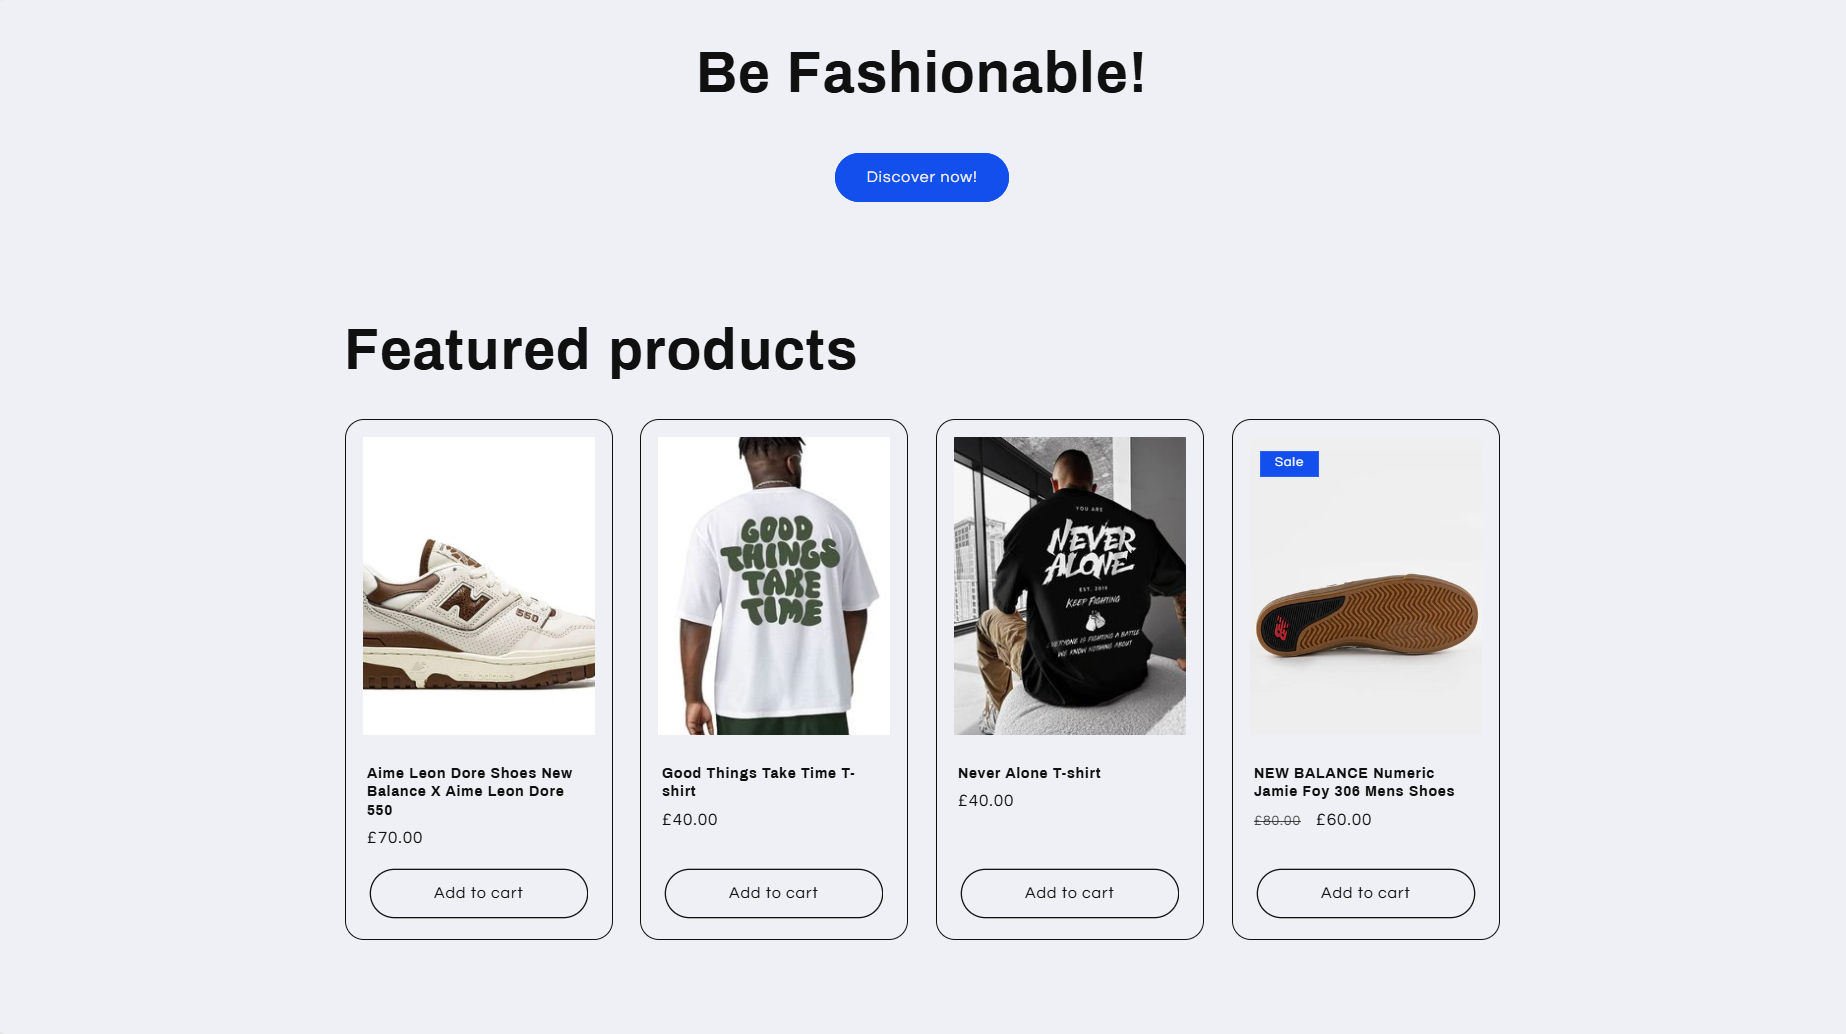 Be Fashionable!
Discover now!
Featured products
550
GOOD
THINGS
TAKE
TIME
YOU ARE
NEVER
ALONE
EST. 2019
KEEP FIGHTING
EVERYONE IS FIGHTING A BATTLE
WE KNOW NOTHING ABOUT
Sale
Aime Leon Dore Shoes New
Balance X Aime Leon Dore
550
£70.00
Good Things Take Time T-
shirt
£40.00
Never Alone T-shirt
£40.00
NEW BALANCE Numeric
Jamie Foy 306 Mens Shoes
£80.00 £60.00
Add to cart
Add to cart
Add to cart
Add to cart